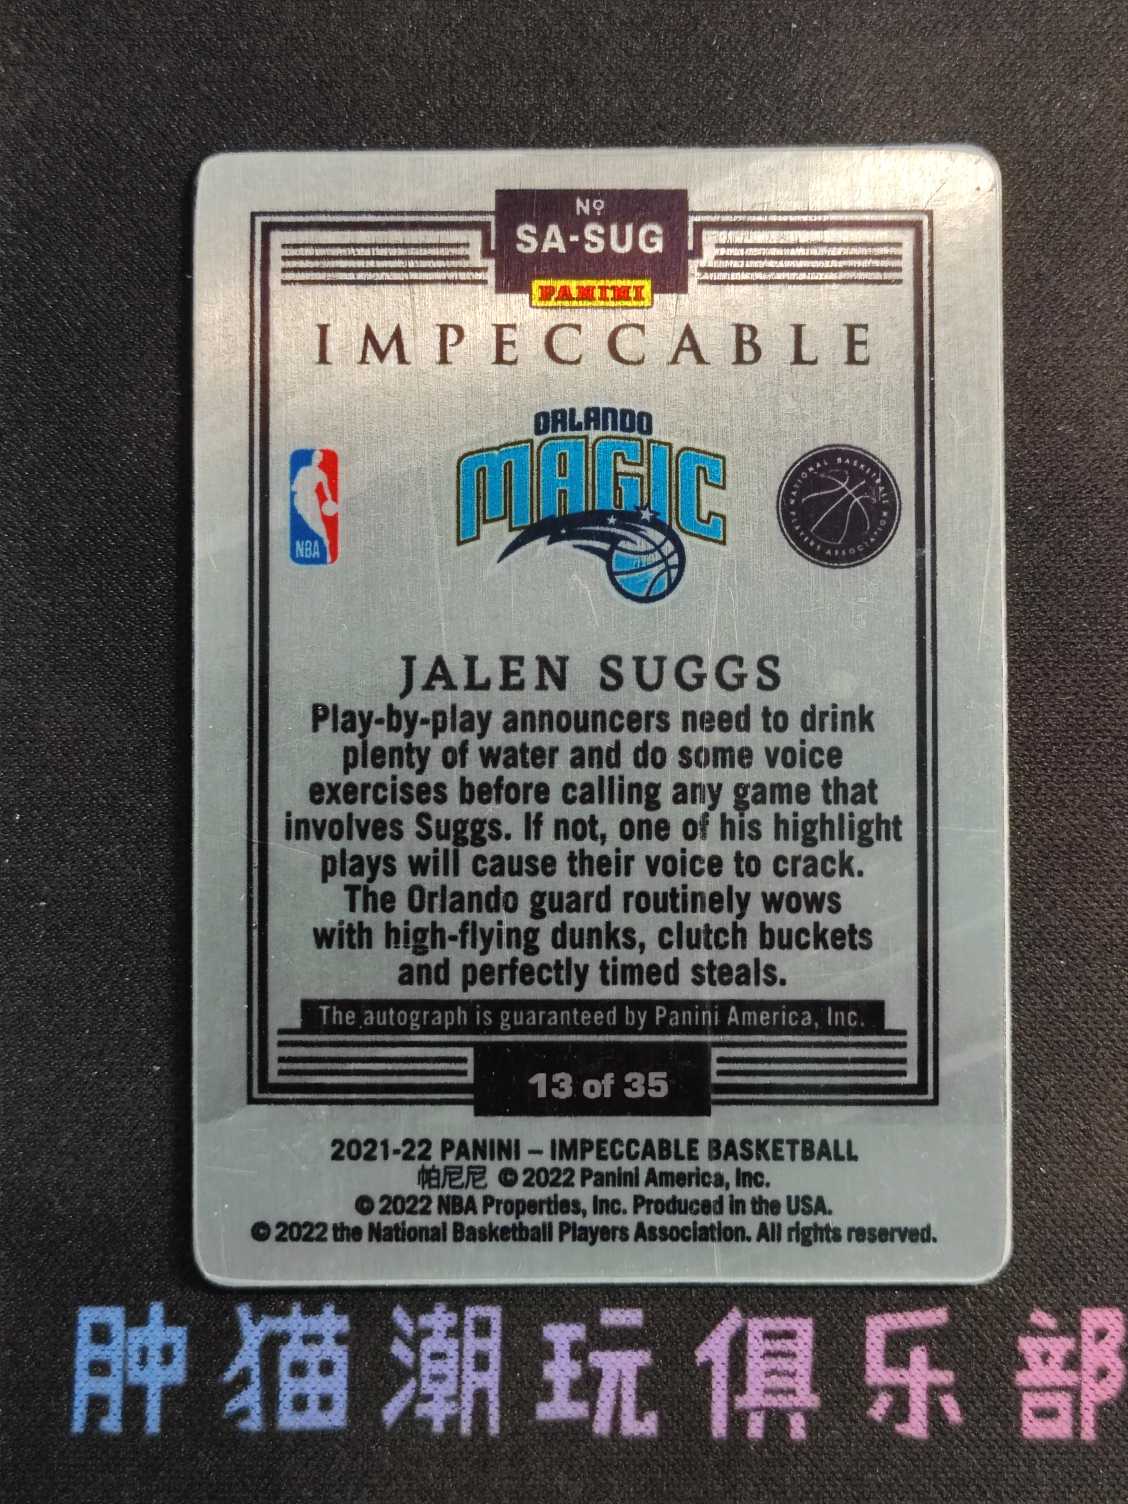 Nº
SA-SUG
PANINI
IMPECCABLE
ORLANDO
MAGIC
NBA
NATIONAL BASKETBALL
PLAYERS ASSOCIATION
JALEN SUGGS
Play-by-play announcers need to drink
plenty of water and do some voice
exercises before calling any game that
involves Suggs. If not, one of his highlight
plays will cause their voice to crack.
The Orlando guard routinely wows
with high-flying dunks, clutch buckets
and perfectly timed steals.
The autograph is guaranteed by Panini America, Inc.
13 of 35
2021-22 PANINI – IMPECCABLE BASKETBALL
帕尼尼 © 2022 Panini America, Inc.
© 2022 NBA Properties, Inc. Produced in the USA.
© 2022 the National Basketball Players Association. All rights reserved.
肿猫潮玩俱乐部